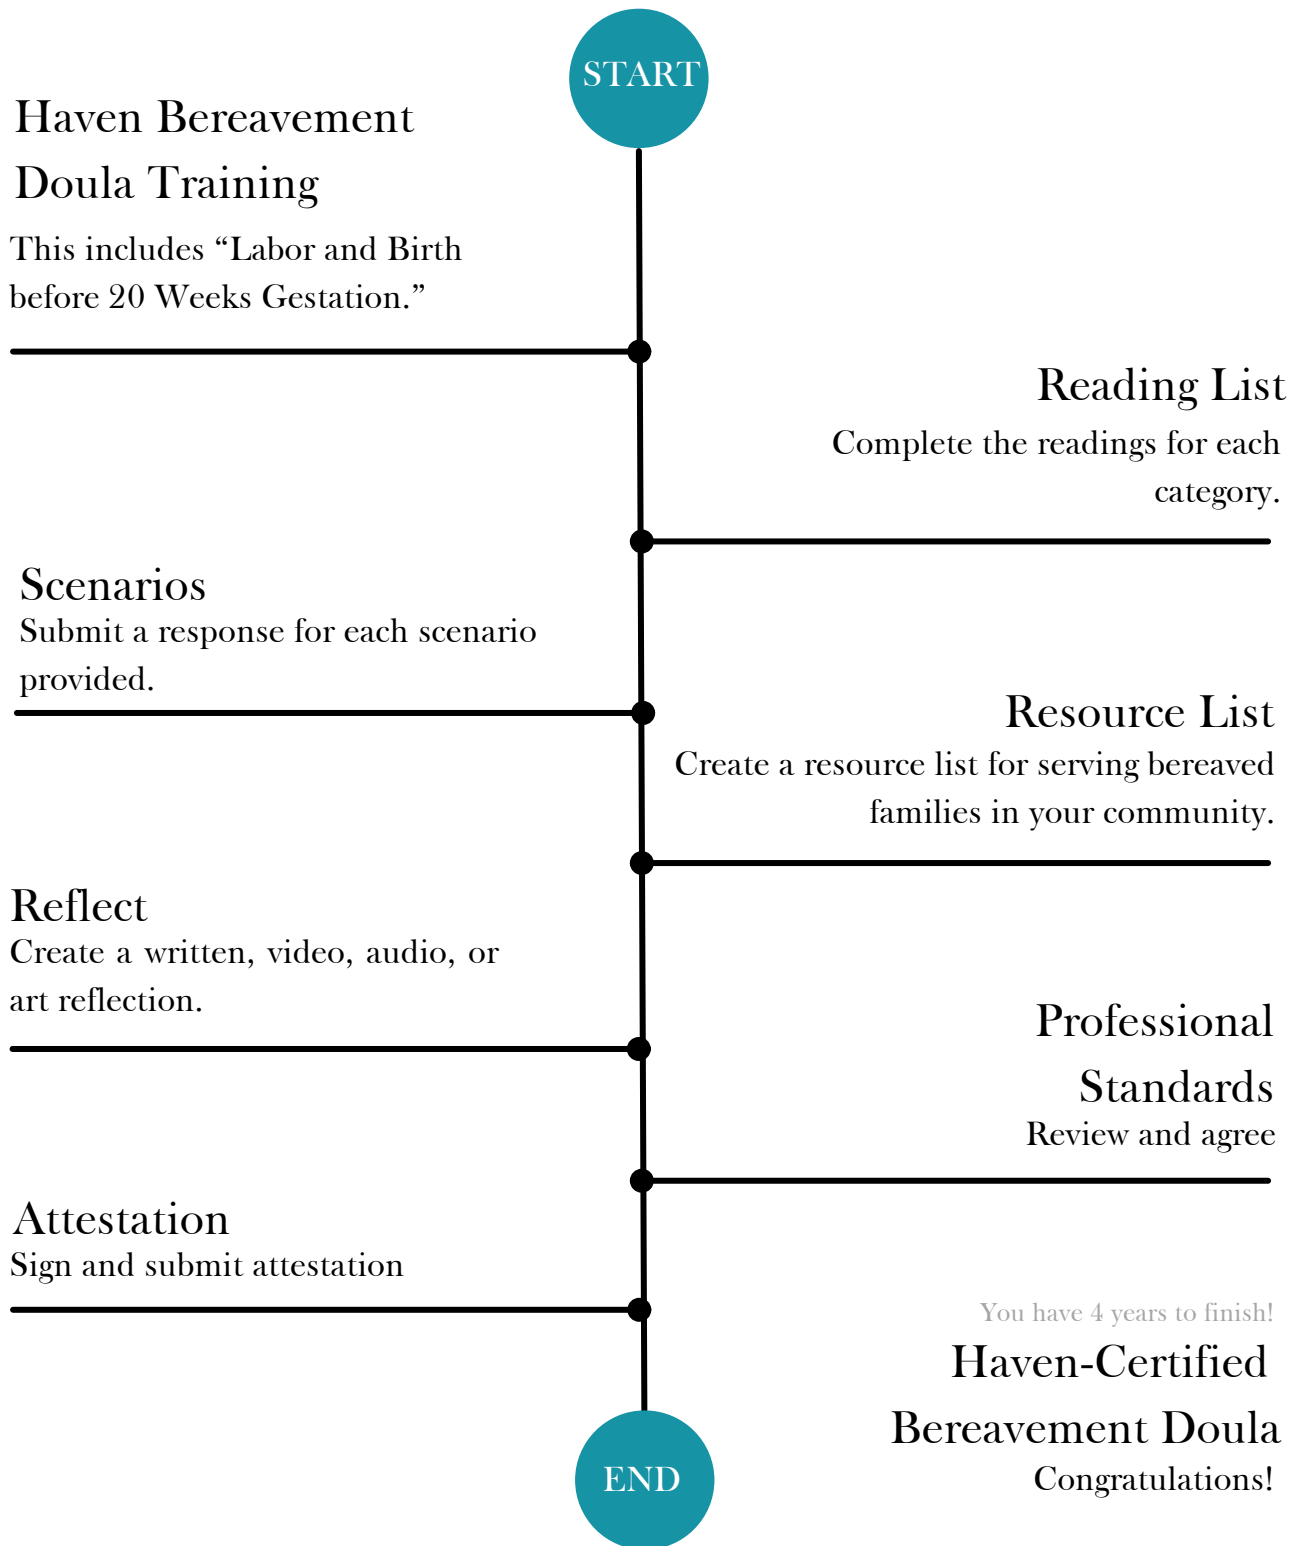 START
Haven Bereavement
Doula Training
This includes “Labor and Birth
before 20 Weeks Gestation.”
Reading List
Complete the readings for each
category.
Scenarios
Submit a response for each scenario
provided.
Resource List
Create a resource list for serving bereaved
families in your community.
Reflect
Create a written, video, audio, or
art reflection.
Professional
Standards
Review and agree
Attestation
Sign and submit attestation
You have 4 years to finish!
Haven-Certified
Bereavement Doula
Congratulations!
END